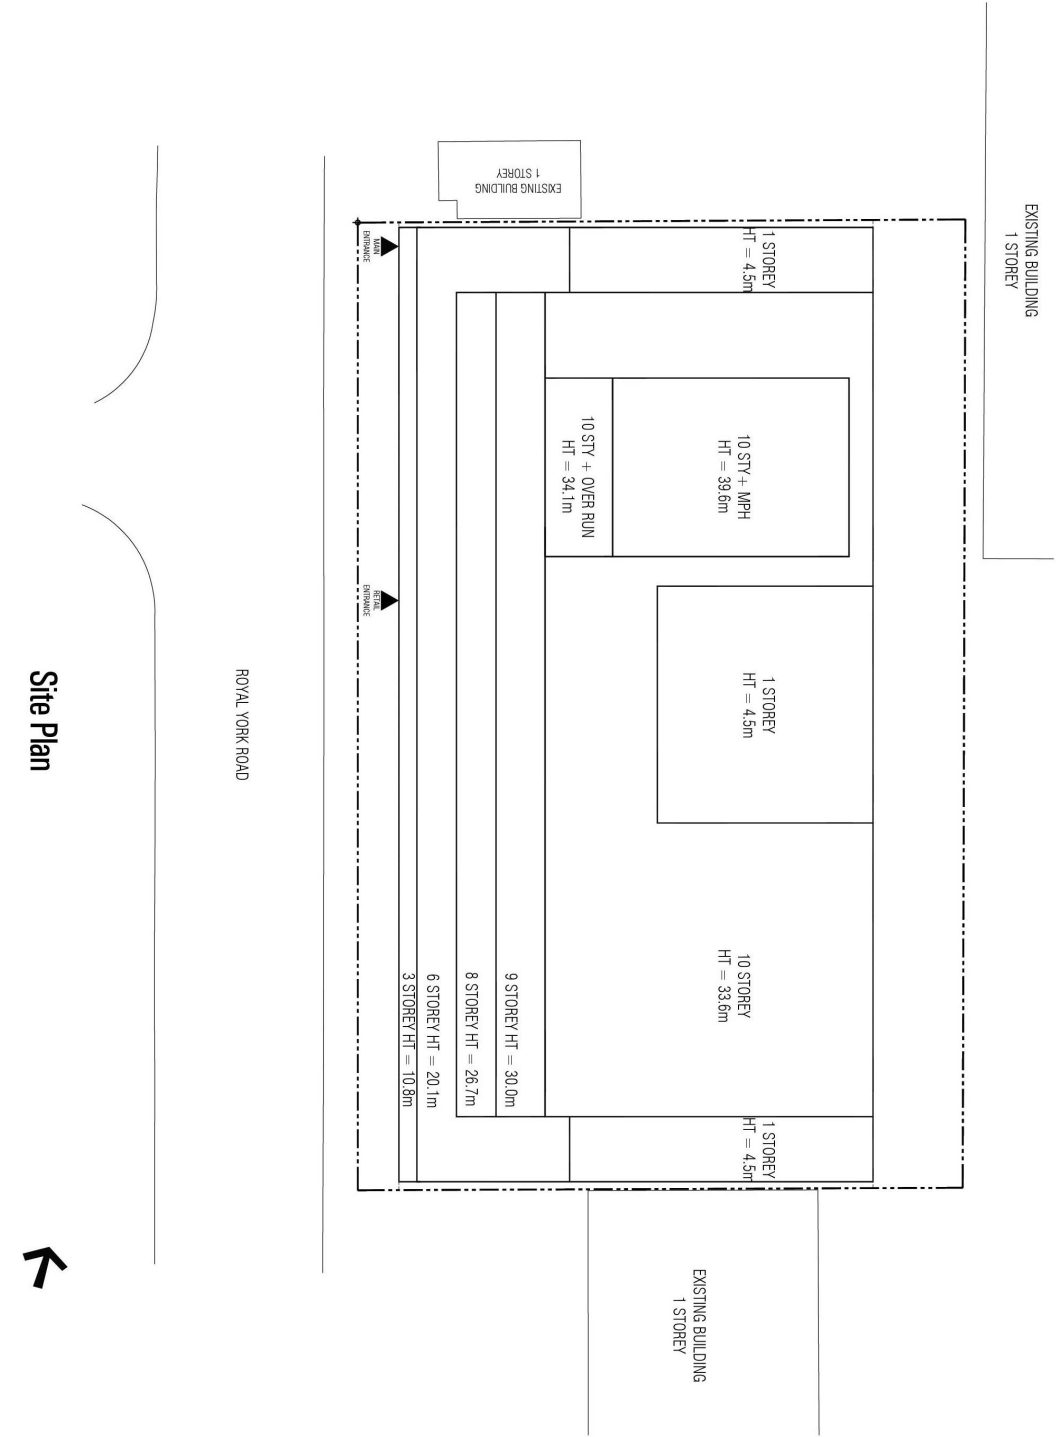 EXISTING BUILDING
1 STOREY
EXISTING BUILDING
1 STOREY
1 STOREY
HT = 4.5m
10 STY+ MPH
HT = 39.6m
10 STY + OVER RUN
HT = 34.1m
1 STOREY
HT = 4.5m
10 STOREY
HT = 33.6m
1 STOREY
HT = 4.5m
9 STOREY HT = 30.0m
8 STOREY HT = 26.7m
6 STOREY HT = 20.1m
3 STOREY HT = 10.8m
MAIN
ENTRANCE
RETAIL
ENTRANCE
EXISTING BUILDING
1 STOREY
ROYAL YORK ROAD
Site Plan